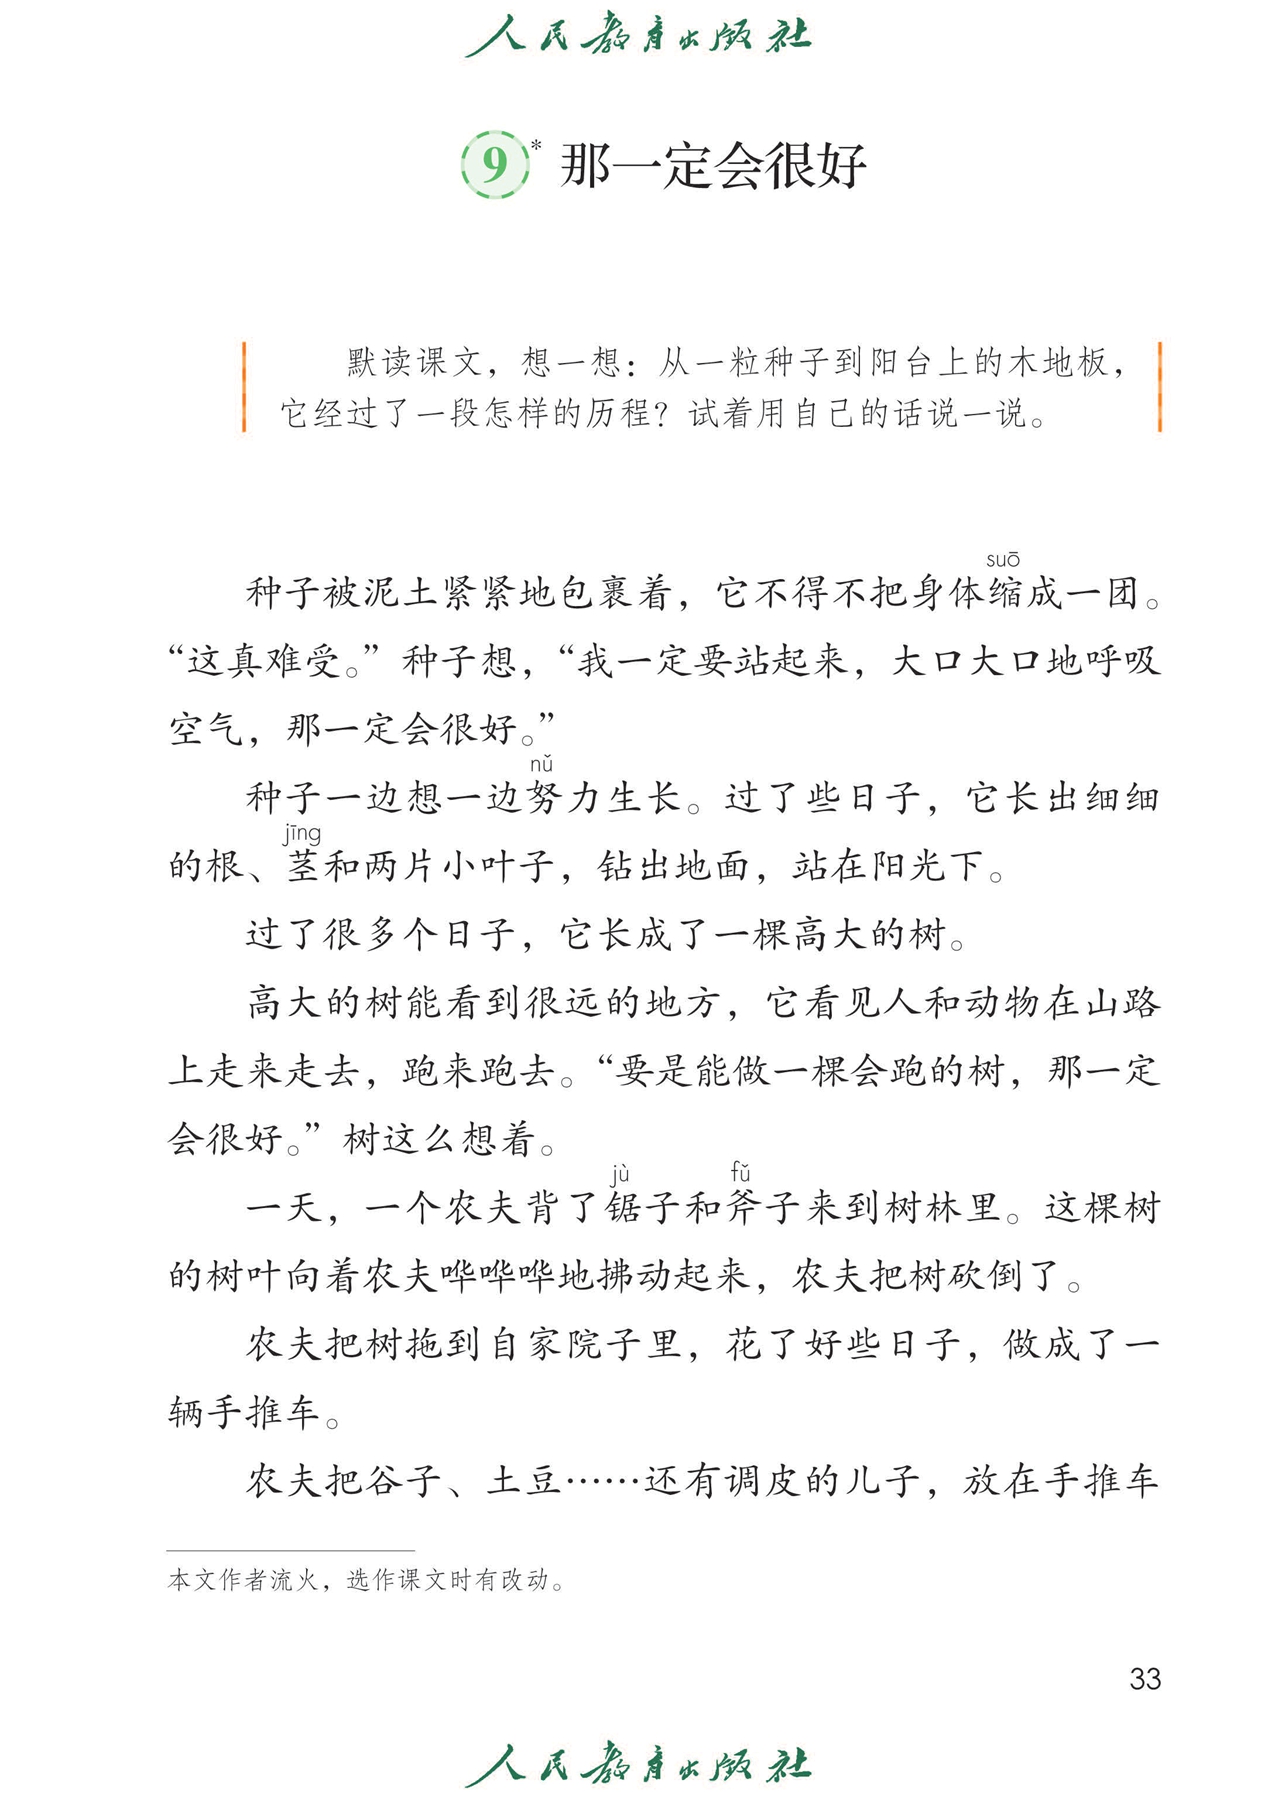 人民教育出版社
9* 那一定会很好
默读课文，想一想：从一粒种子到阳台上的木地板，
它经过了一段怎样的历程？试着用自己的话说一说。
suō
种子被泥土紧紧地包裹着，它不得不把身体缩成一团。
“这真难受。”种子想，“我一定要站起来，大口大口地呼吸
空气，那一定会很好。”
nǔ
种子一边想一边努力生长。过了些日子，它长出细细
jīng
的根、茎和两片小叶子，钻出地面，站在阳光下。
过了很多个日子，它长成了一棵高大的树。
高大的树能看到很远的地方，它看见人和动物在山路
上走来走去，跑来跑去。“要是能做一棵会跑的树，那一定
会很好。”树这么想着。
jù fǔ
一天，一个农夫背了锯子和斧子来到树林里。这棵树
的树叶向着农夫哗哗哗地拂动起来，农夫把树砍倒了。
农夫把树拖到自家院子里，花了好些日子，做成了一
辆手推车。
农夫把谷子、土豆……还有调皮的儿子，放在手推车
本文作者流火，选作课文时有改动。
33
人民教育出版社